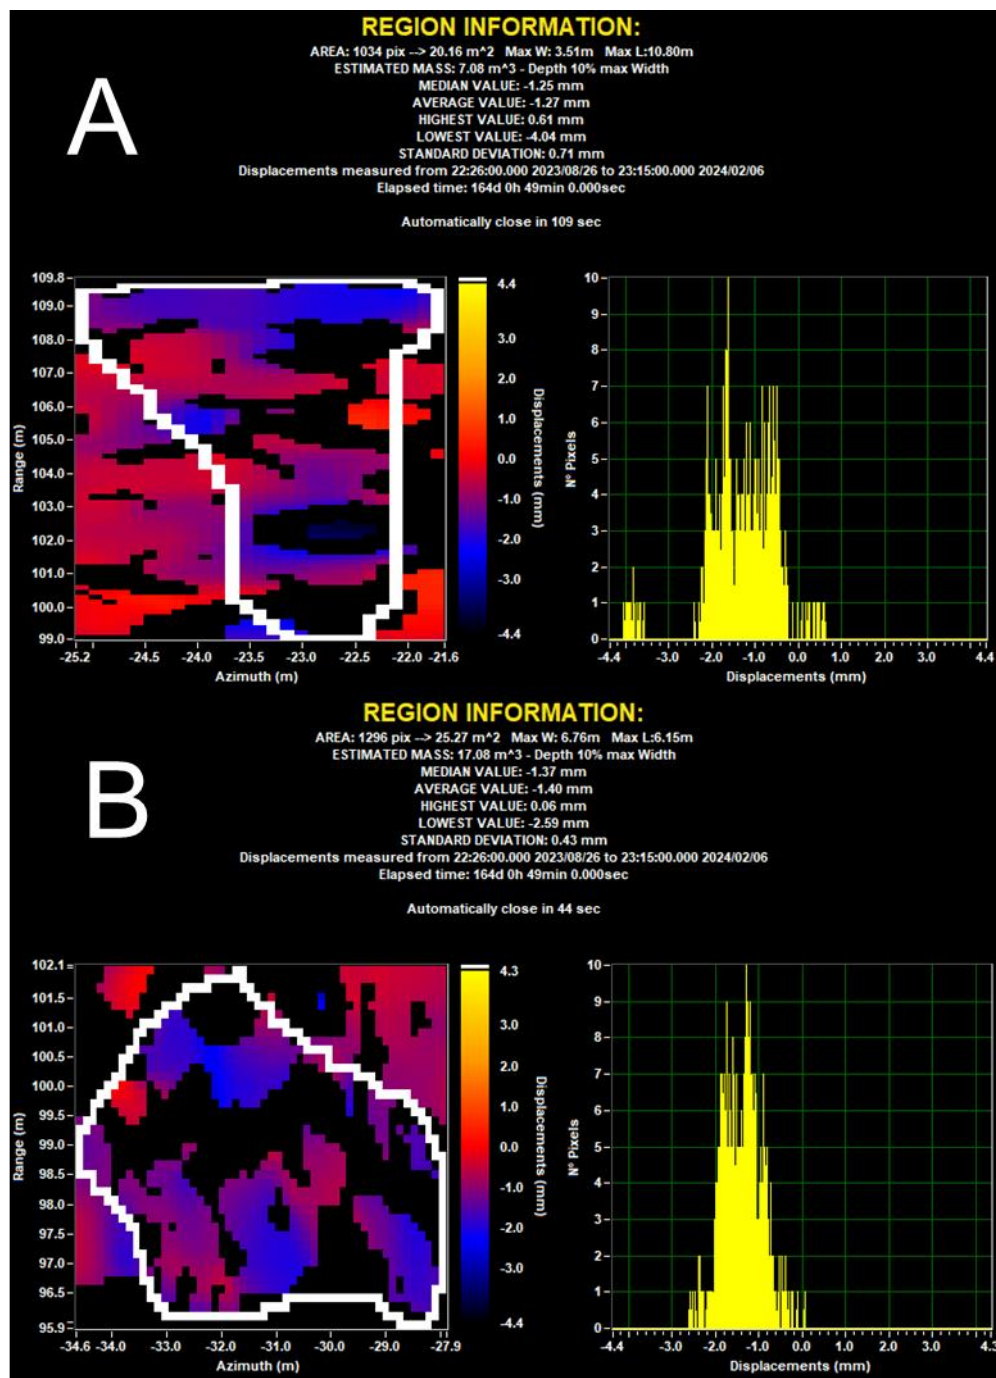 A
REGION INFORMATION:
AREA: 1034 pix --> 20.16 m^2 Max W: 3.51m Max L:10.80m
ESTIMATED MASS: 7.08 m^3 - Depth 10% max Width
MEDIAN VALUE: -1.25 mm
AVERAGE VALUE: -1.27 mm
HIGHEST VALUE: 0.61 mm
LOWEST VALUE: -4.04 mm
STANDARD DEVIATION: 0.71 mm
Displacements measured from 22:26:00.000 2023/08/26 to 23:15:00.000 2024/02/06
Elapsed time: 164d 0h 49min 0.000sec
Automatically close in 109 sec
Range (m)
109.8
109.0
108.0
107.0
106.0
105.0
104.0
103.0
102.0
101.0
100.0
99.0
-25.2 -24.5 -24.0 -23.5 -23.0 -22.5 -22.0 -21.6
Azimuth (m)
4.4
3.0
2.0
1.0
0.0
-1.0
-2.0
-3.0
-4.4
Displacements (mm)
Nº Pixels
10
9
8
7
6
5
4
3
2
1
0
-4.4 -3.0 -2.0 -1.0 0.0 1.0 2.0 3.0 4.4
Displacements (mm)
B
REGION INFORMATION:
AREA: 1296 pix --> 25.27 m^2 Max W: 6.76m Max L:6.15m
ESTIMATED MASS: 17.08 m^3 - Depth 10% max Width
MEDIAN VALUE: -1.37 mm
AVERAGE VALUE: -1.40 mm
HIGHEST VALUE: 0.06 mm
LOWEST VALUE: -2.59 mm
STANDARD DEVIATION: 0.43 mm
Displacements measured from 22:26:00.000 2023/08/26 to 23:15:00.000 2024/02/06
Elapsed time: 164d 0h 49min 0.000sec
Automatically close in 44 sec
Range (m)
102.1
101.5
101.0
100.5
100.0
99.5
99.0
98.5
98.0
97.5
97.0
96.5
95.9
-34.6 -34.0 -33.0 -32.0 -31.0 -30.0 -29.0 -27.9
Azimuth (m)
4.3
3.0
2.0
1.0
0.0
-1.0
-2.0
-3.0
-4.4
Displacements (mm)
Nº Pixels
10
9
8
7
6
5
4
3
2
1
0
-4.4 -3.0 -2.0 -1.0 0.0 1.0 2.0 3.0 4.3
Displacements (mm)